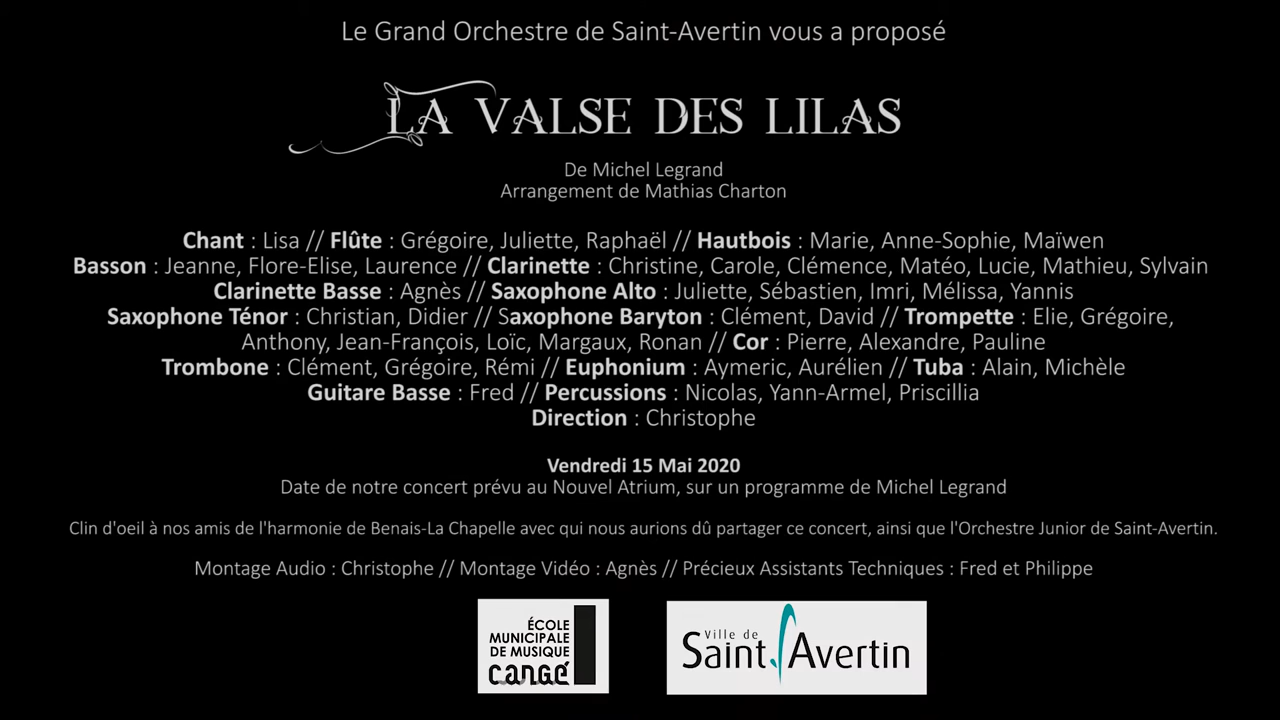 Le Grand Orchestre de Saint-Avertin vous a proposé
LA VALSE DES LILAS
De Michel Legrand
Arrangement de Mathias Charton
Chant : Lisa // Flûte : Grégoire, Juliette, Raphaël // Hautbois : Marie, Anne-Sophie, Maïwen
Basson : Jeanne, Flore-Elise, Laurence // Clarinette : Christine, Carole, Clémence, Matéo, Lucie, Mathieu, Sylvain
Clarinette Basse : Agnès // Saxophone Alto : Juliette, Sébastien, Imri, Mélissa, Yannis
Saxophone Ténor : Christian, Didier // Saxophone Baryton : Clément, David // Trompette : Elie, Grégoire,
Anthony, Jean-François, Loïc, Margaux, Ronan // Cor : Pierre, Alexandre, Pauline
Trombone : Clément, Grégoire, Rémi // Euphonium : Aymeric, Aurélien // Tuba : Alain, Michèle
Guitare Basse : Fred // Percussions : Nicolas, Yann-Armel, Priscillia
Direction : Christophe
Vendredi 15 Mai 2020
Date de notre concert prévu au Nouvel Atrium, sur un programme de Michel Legrand
Clin d'oeil à nos amis de l'harmonie de Benais-La Chapelle avec qui nous aurions dû partager ce concert, ainsi que l'Orchestre Junior de Saint-Avertin.
Montage Audio : Christophe // Montage Vidéo : Agnès // Précieux Assistants Techniques : Fred et Philippe
ÉCOLE
MUNICIPALE
DE MUSIQUE
cangé
Ville de
Saint Avertin